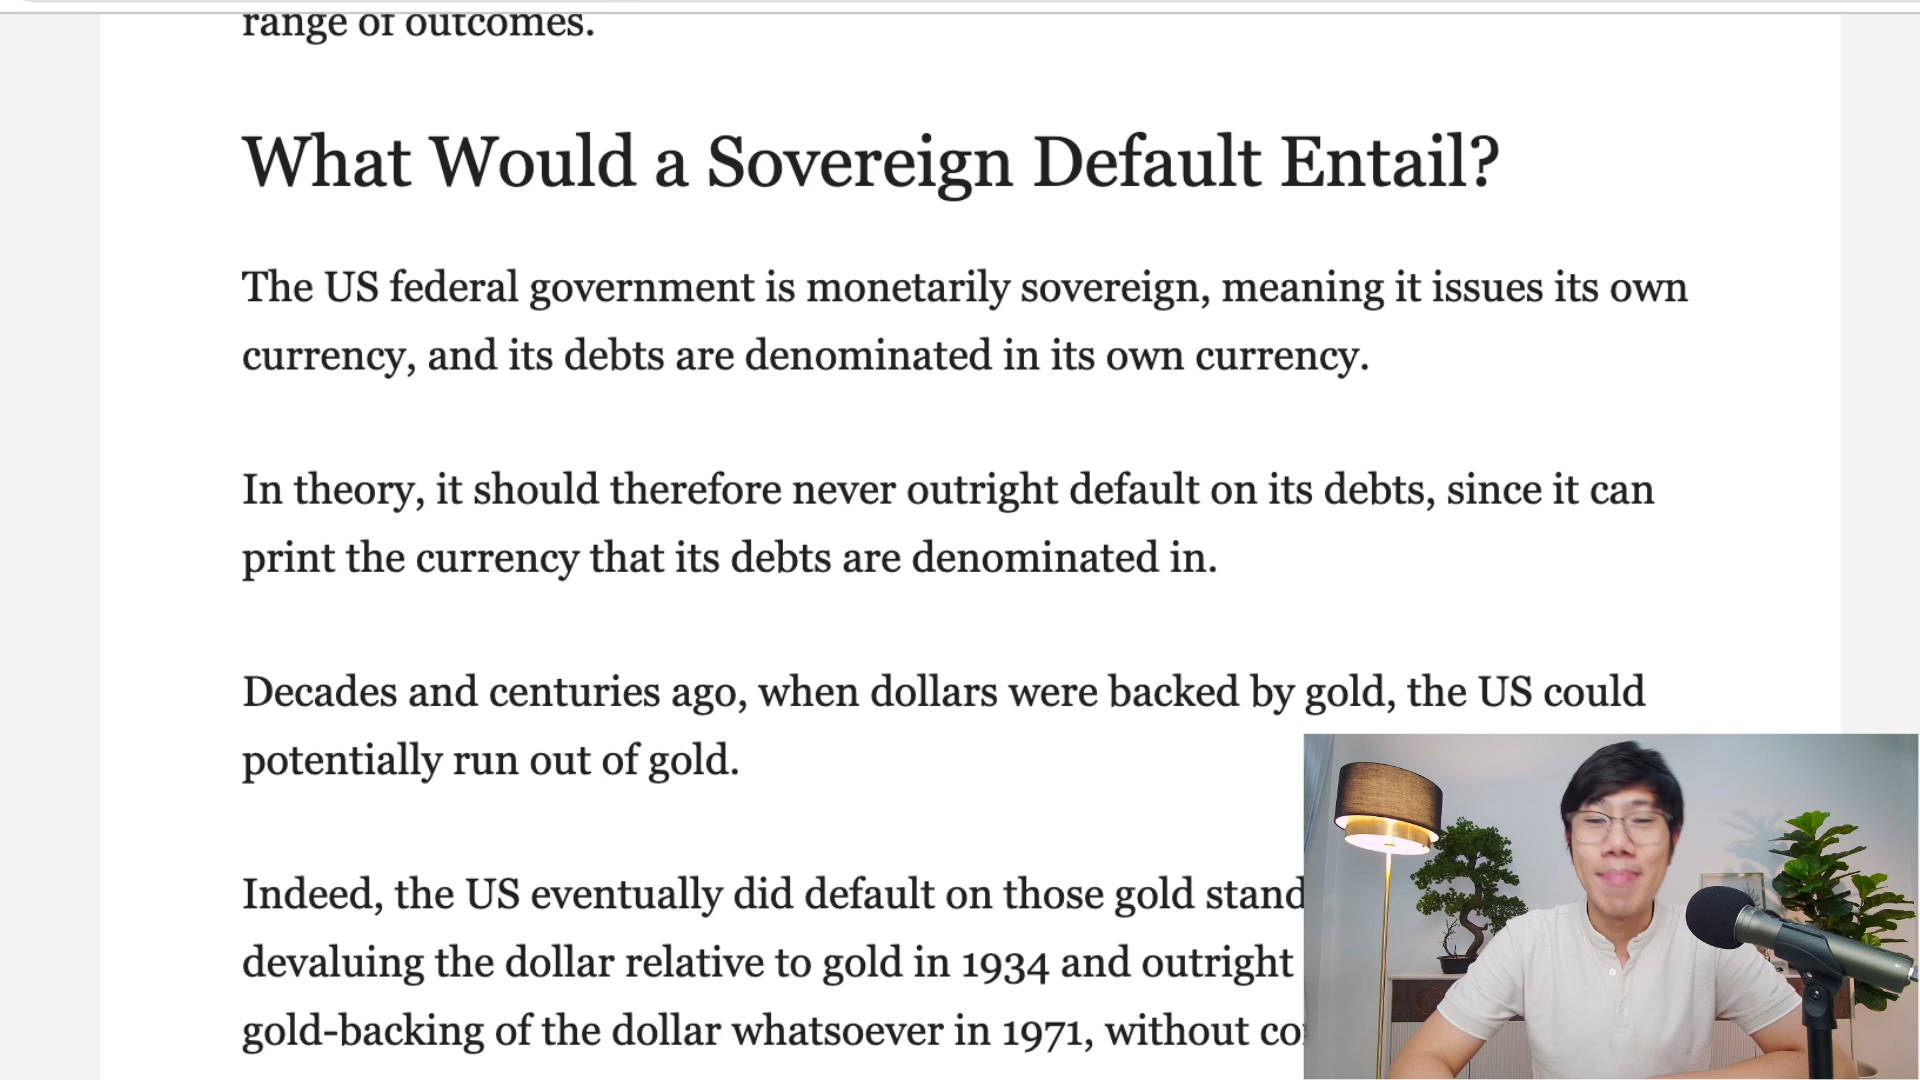 range of outcomes.
What Would a Sovereign Default Entail?
The US federal government is monetarily sovereign, meaning it issues its own
currency, and its debts are denominated in its own currency.
In theory, it should therefore never outright default on its debts, since it can
print the currency that its debts are denominated in.
Decades and centuries ago, when dollars were backed by gold, the US could
potentially run out of gold.
Indeed, the US eventually did default on those gold
devaluing the dollar relative to gold in 1934 and outright
gold-backing of the dollar whatsoever in 1971, without